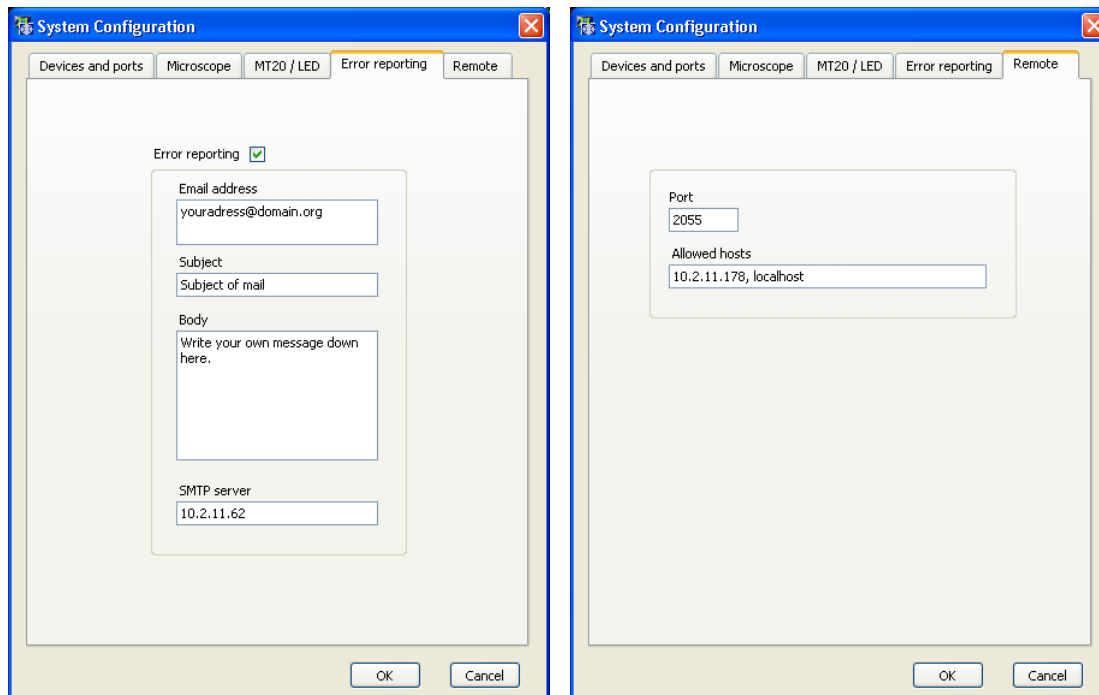 System Configuration
Devices and ports
Microscope
MT20 / LED
Error reporting
Remote
Error reporting
Email address
youradress@domain.org
Subject
Subject of mail
Body
Write your own message down
here.
SMTP server
10.2.11.62
OK
Cancel
System Configuration
Devices and ports
Microscope
MT20 / LED
Error reporting
Remote
Port
2055
Allowed hosts
10.2.11.178, localhost
OK
Cancel